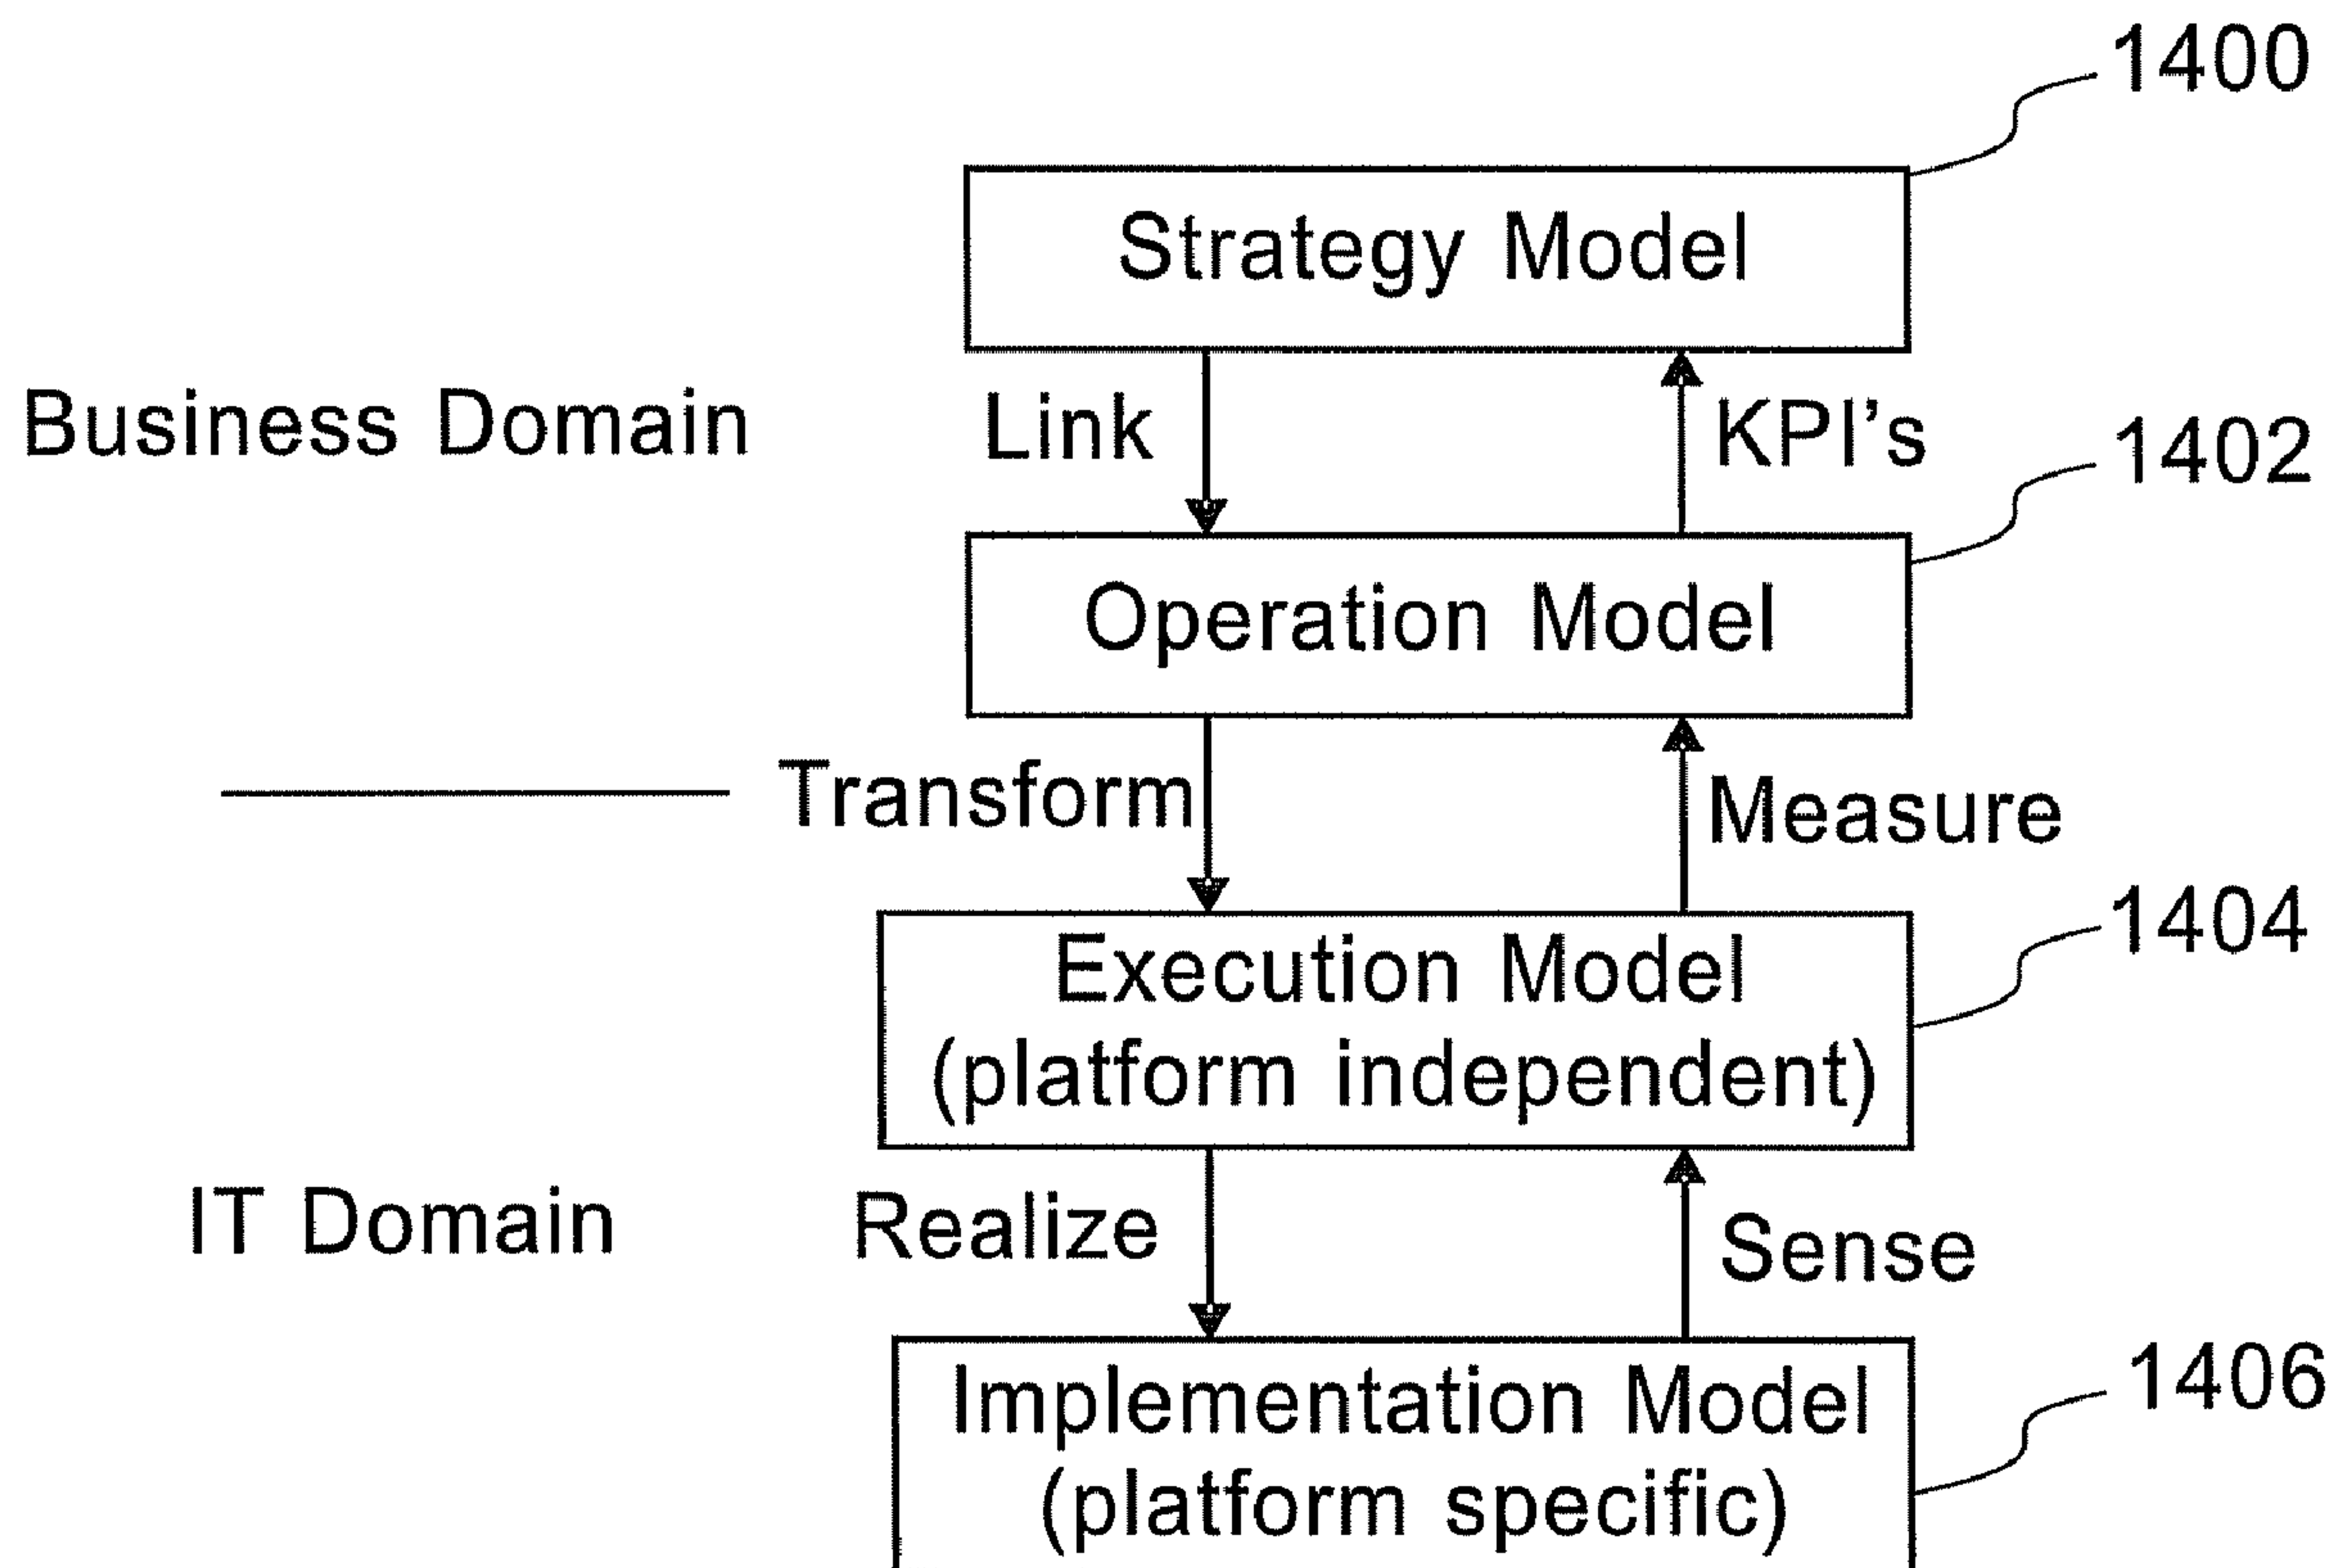 1400
Strategy Model
Business Domain
Link
KPI's
1402
Operation Model
Transform
Measure
1404
Execution Model
(platform independent)
IT Domain
Realize
Sense
1406
Implementation Model
(platform specific)